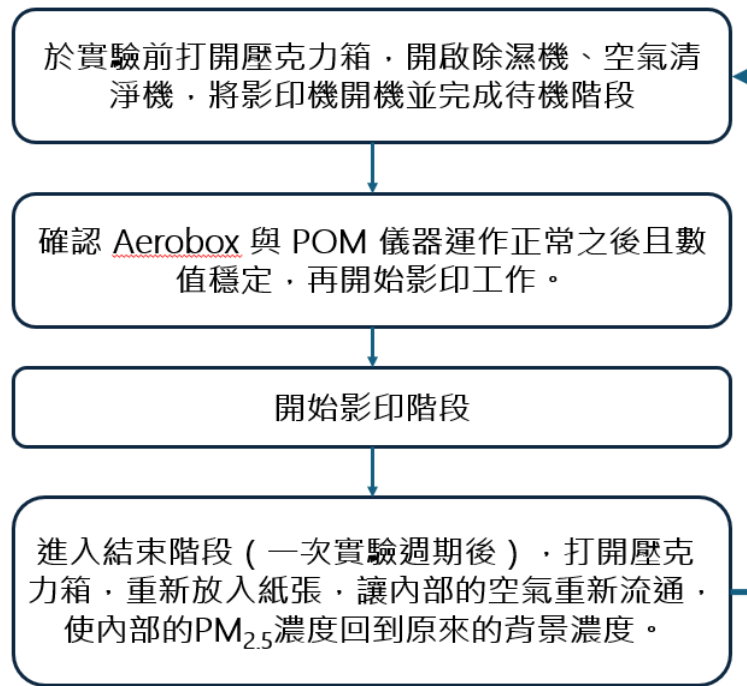 於實驗前打開壓克力箱，開啟除濕機、空氣清
淨機，將影印機開機並完成待機階段
確認 Aerobox 與 POM 儀器運作正常之後且數
值穩定，再開始影印工作。
開始影印階段
進入結束階段（一次實驗週期後），打開壓克
力箱，重新放入紙張，讓內部的空氣重新流通，
使內部的PM2.5濃度回到原來的背景濃度。